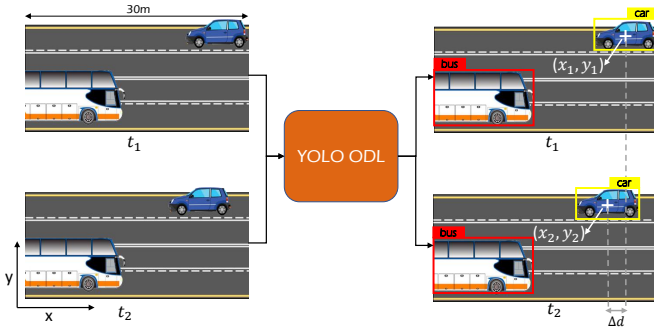 30m
t₁
YOLO ODL
car
(x₁, y₁)
bus
t₁
y
x
t₂
car
(x₂, y₂)
bus
t₂
Δd